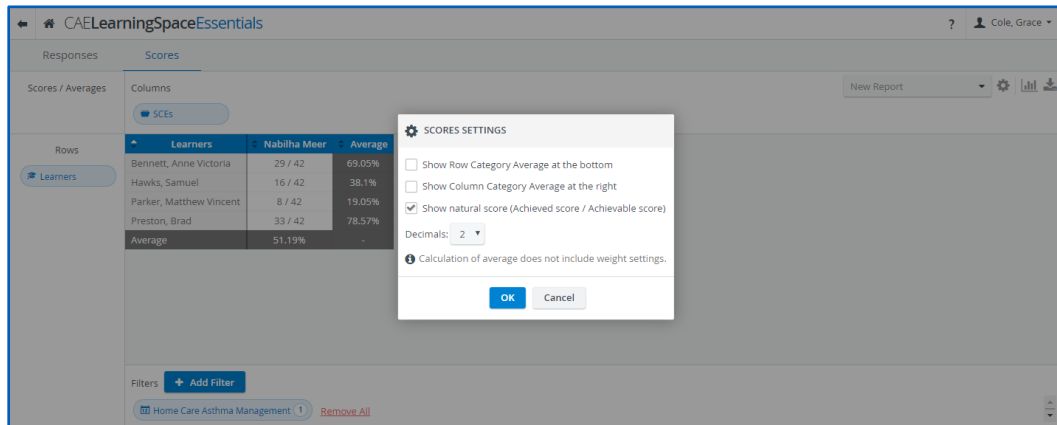 CAELearningSpaceEssentials
? Cole, Grace
Responses Scores
Scores / Averages
Columns
SCEs
New Report
Rows
Learners
Learners Nabilha Meer Average
Bennett, Anne Victoria 29 / 42 69.05%
Hawks, Samuel 16 / 42 38.1%
Parker, Matthew Vincent 8 / 42 19.05%
Preston, Brad 33 / 42 78.57%
Average 51.19% -
SCORES SETTINGS
Show Row Category Average at the bottom
Show Column Category Average at the right
Show natural score (Achieved score / Achievable score)
Decimals: 2
Calculation of average does not include weight settings.
OK Cancel
Filters + Add Filter
Home Care Asthma Management 1 Remove All